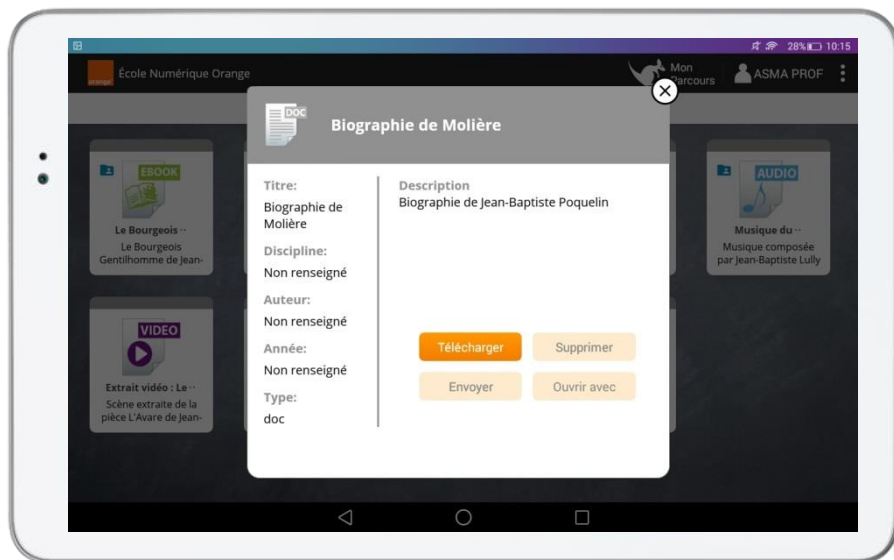 28% 10:15
orange
École Numérique Orange
Mon
Parcours
ASMA PROF
DOC
Biographie de Molière
EBOOK
Le Bourgeois ··
Le Bourgeois
Gentilhomme de Jean-
VIDEO
Extrait vidéo : Le ··
Scène extraite de la
pièce L'Avare de Jean-
Titre:
Biographie de
Molière
Discipline:
Non renseigné
Auteur:
Non renseigné
Année:
Non renseigné
Type:
doc
Description
Biographie de Jean-Baptiste Poquelin
Télécharger
Supprimer
Envoyer
Ouvrir avec
AUDIO
Musique du ··
Musique composée
par Jean-Baptiste Lully